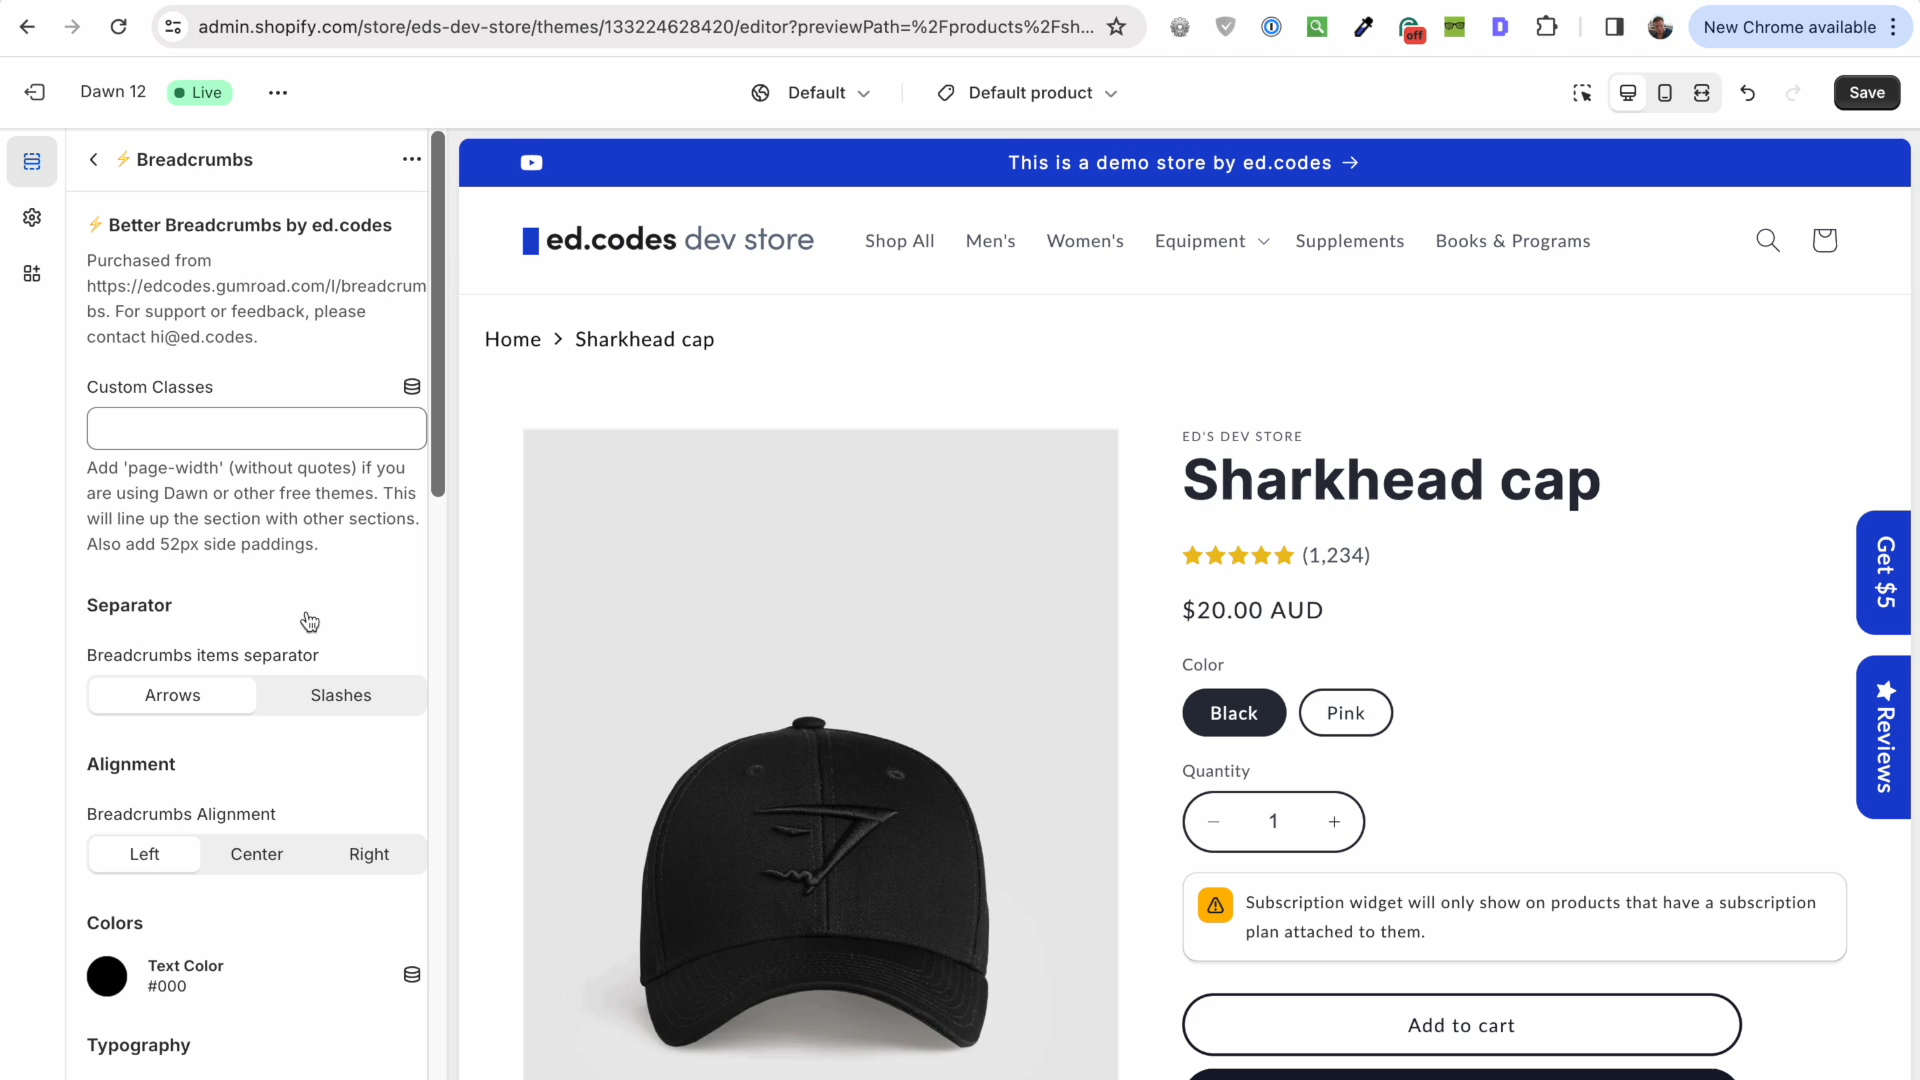 admin.shopify.com/store/eds-dev-store/themes/133224628420/editor?previewPath=%2Fproducts%2Fsh...
off
New Chrome available
Dawn 12
Live
Default
Default product
Save
Breadcrumbs
This is a demo store by ed.codes →
Better Breadcrumbs by ed.codes
Purchased from
https://edcodes.gumroad.com/l/breadcrum
bs. For support or feedback, please
contact hi@ed.codes.
ed.codes dev store
Shop All
Men's
Women's
Equipment
Supplements
Books & Programs
Home > Sharkhead cap
Custom Classes
Add 'page-width' (without quotes) if you
are using Dawn or other free themes. This
will line up the section with other sections.
Also add 52px side paddings.
Separator
Breadcrumbs items separator
Arrows
Slashes
Alignment
Breadcrumbs Alignment
Left
Center
Right
Colors
Text Color
#000
Typography
ED'S DEV STORE
Sharkhead cap
(1,234)
$20.00 AUD
Color
Black
Pink
Quantity
− 1 +
Subscription widget will only show on products that have a subscription
plan attached to them.
Add to cart
Get $5
★ Reviews